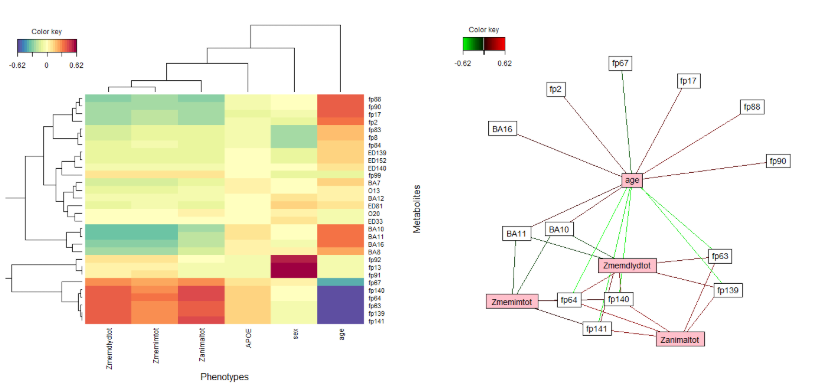 Color key
-0.62 0 0.62
fp88
fp90
fp17
fp2
fp83
fp8
fp84
ED139
ED152
ED140
fp99
BA7
O13
BA12
ED81
O20
ED33
BA10
BA11
BA16
BA8
fp92
fp13
fp91
fp67
fp140
fp64
fp63
fp139
fp141
Metabolites
Zmemdlydtot
Zmemimtot
Zanimaltot
APOE
sex
age
Phenotypes
Color key
-0.62 0.62
fp67
fp17
fp2
fp88
BA16
fp90
age
BA11
BA10
fp63
Zmemdlydtot
fp139
Zmemimtot
fp64
fp140
fp141
Zanimaltot